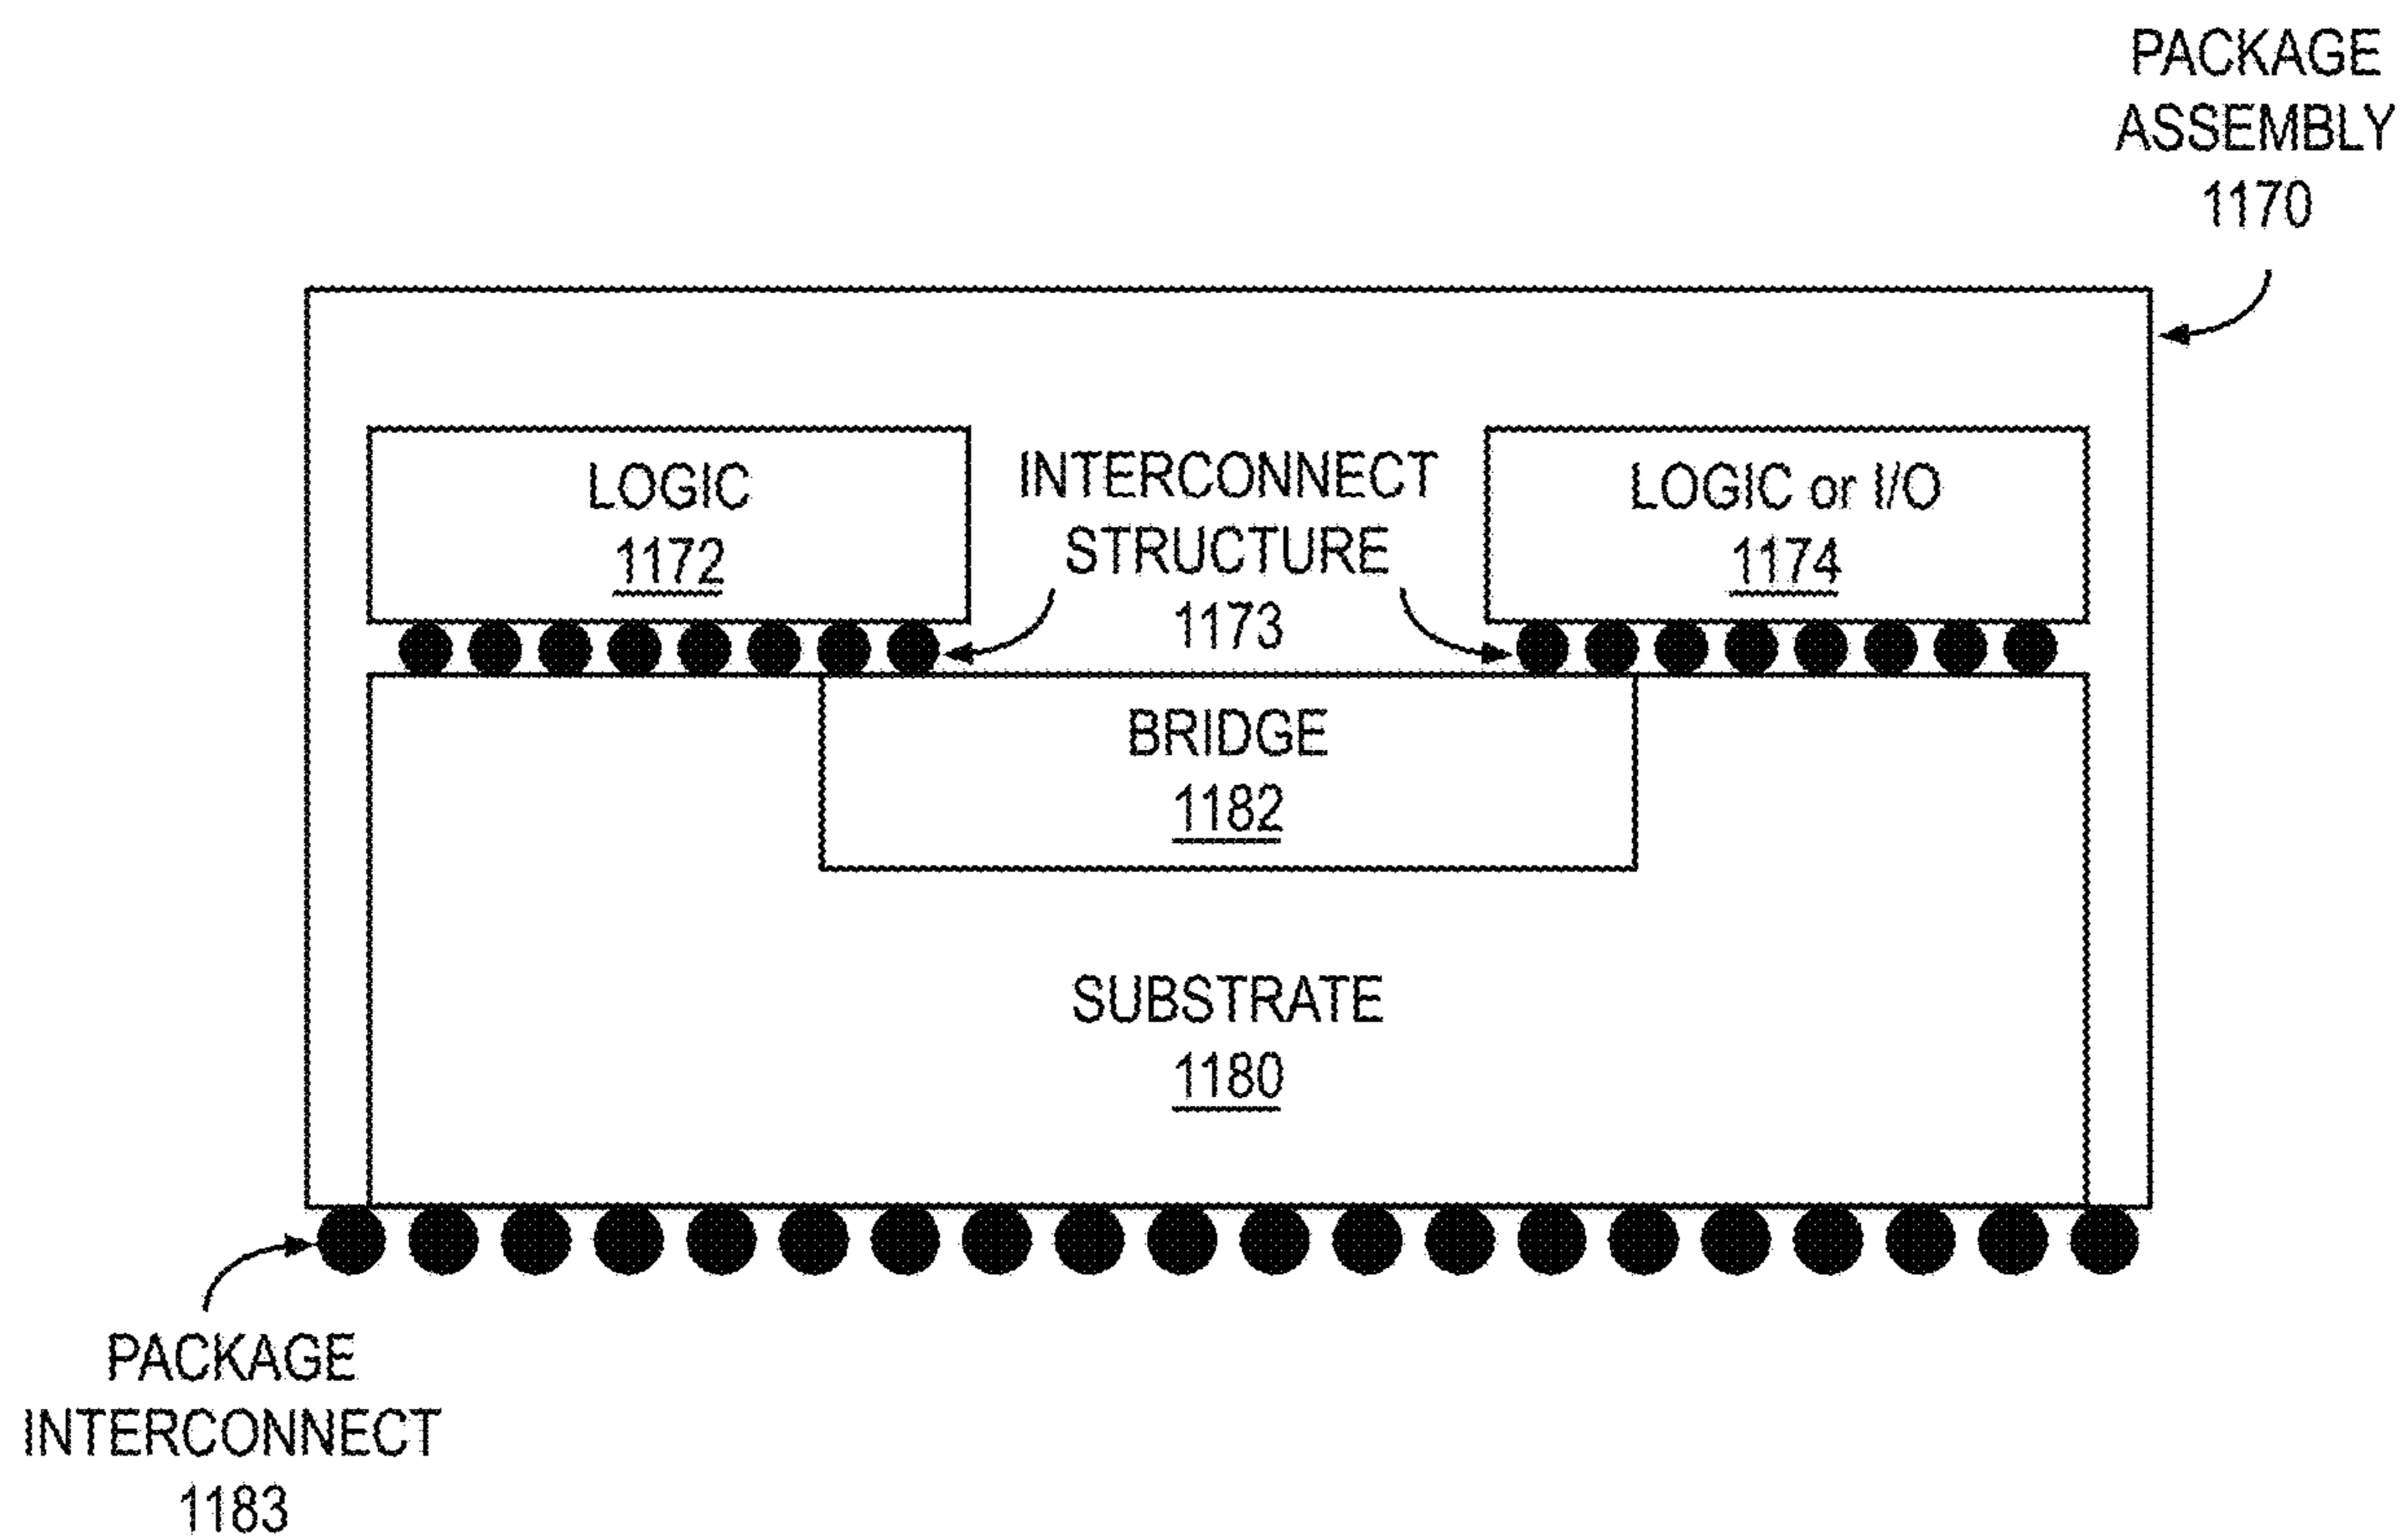 PACKAGE
ASSEMBLY
1170
LOGIC
1172
INTERCONNECT
STRUCTURE
1173
LOGIC or I/O
1174
BRIDGE
1182
SUBSTRATE
1180
PACKAGE
INTERCONNECT
1183